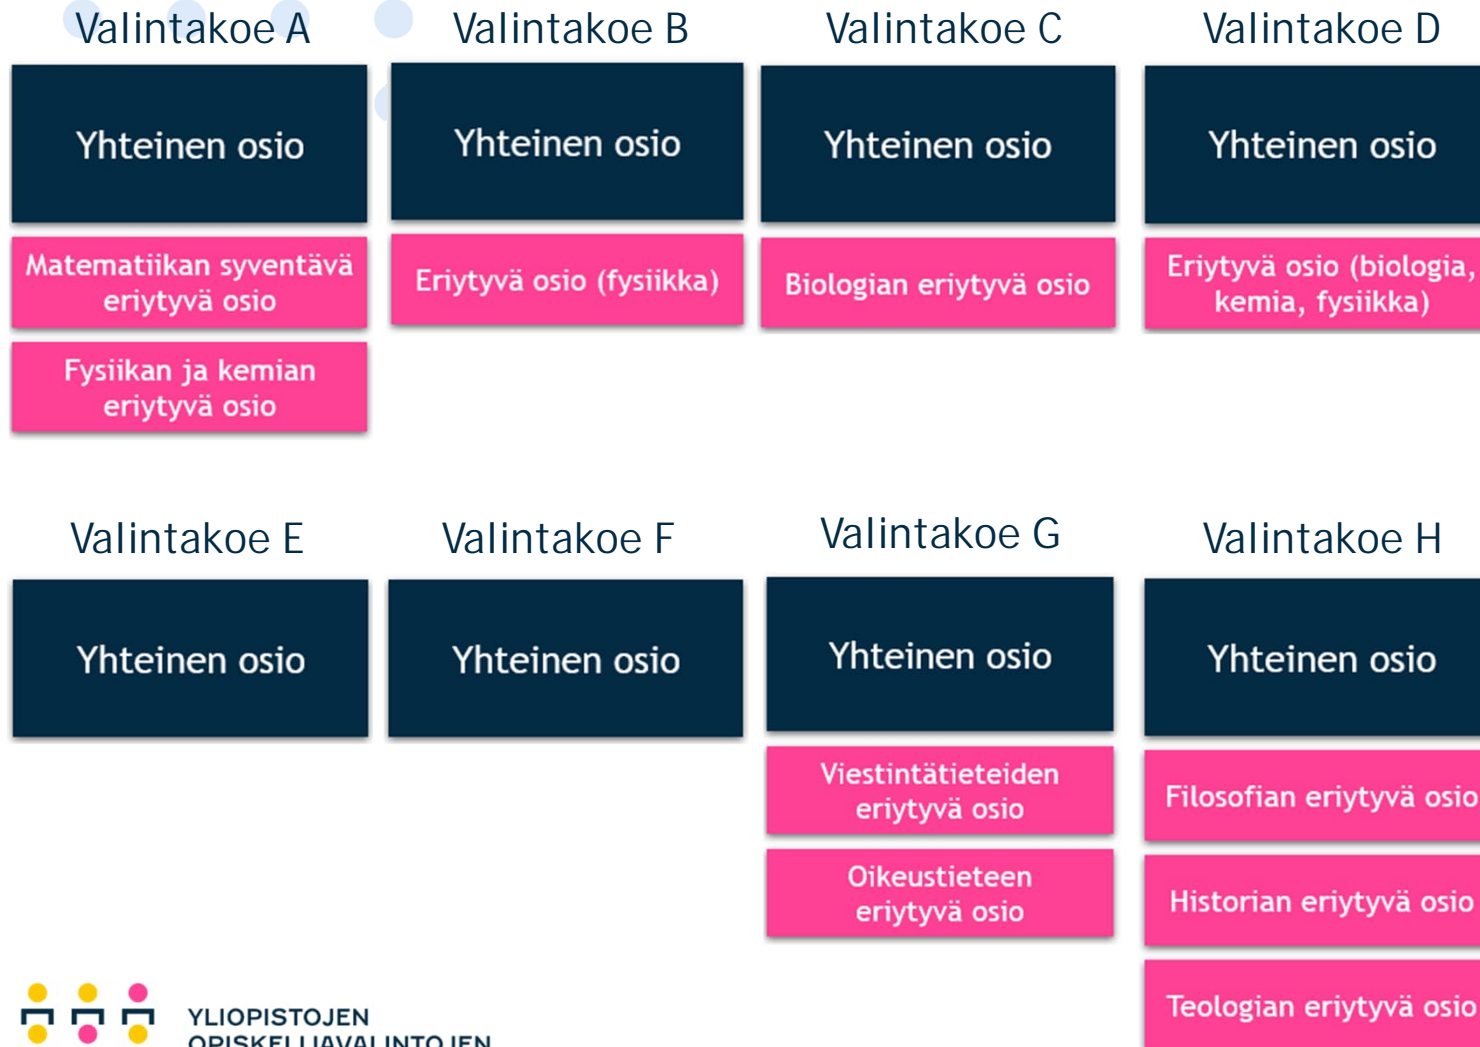 Valintakoe A
Yhteinen osio
Matematiikan syventävä
eriytyvä osio
Fysiikan ja kemian
eriytyvä osio
Valintakoe B
Yhteinen osio
Eriytyvä osio (fysiikka)
Valintakoe C
Yhteinen osio
Biologian eriytyvä osio
Valintakoe D
Yhteinen osio
Eriytyvä osio (biologia,
kemia, fysiikka)
Valintakoe E
Yhteinen osio
Valintakoe F
Yhteinen osio
Valintakoe G
Yhteinen osio
Viestintätieteiden
eriytyvä osio
Oikeustieteen
eriytyvä osio
Valintakoe H
Yhteinen osio
Filosofian eriytyvä osio
Historian eriytyvä osio
Teologian eriytyvä osio
YLIOPISTOJEN
OPISKELIJAVALINTOJEN